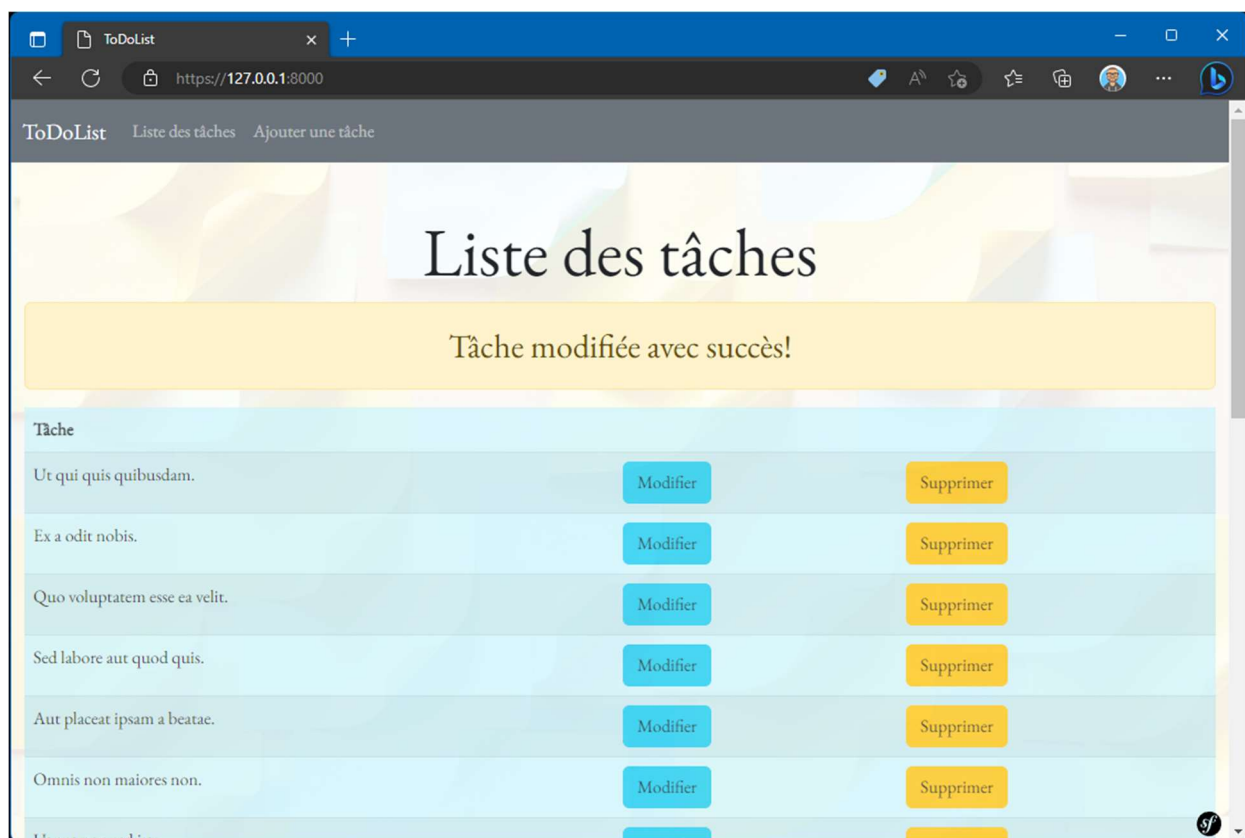 ToDoList
https://127.0.0.1:8000
ToDoList Liste des tâches Ajouter une tâche
Liste des tâches
Tâche modifiée avec succès!
Tâche
Ut qui quis quibusdam. Modifier Supprimer
Ex a odit nobis. Modifier Supprimer
Quo voluptatem esse ea velit. Modifier Supprimer
Sed labore aut quod quis. Modifier Supprimer
Aut placeat ipsam a beatae. Modifier Supprimer
Omnis non maiores non. Modifier Supprimer
sf